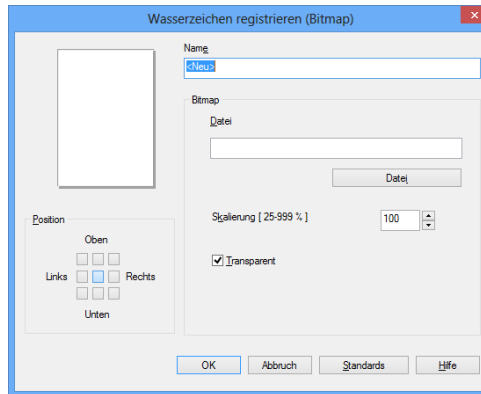 Wasserzeichen registrieren (Bitmap)
Name
<Neu>
Bitmap
Datei
Datei
Skalierung [ 25-999 % ]
100
Transparent
Position
Oben
Links
Rechts
Unten
OK
Abbruch
Standards
Hilfe